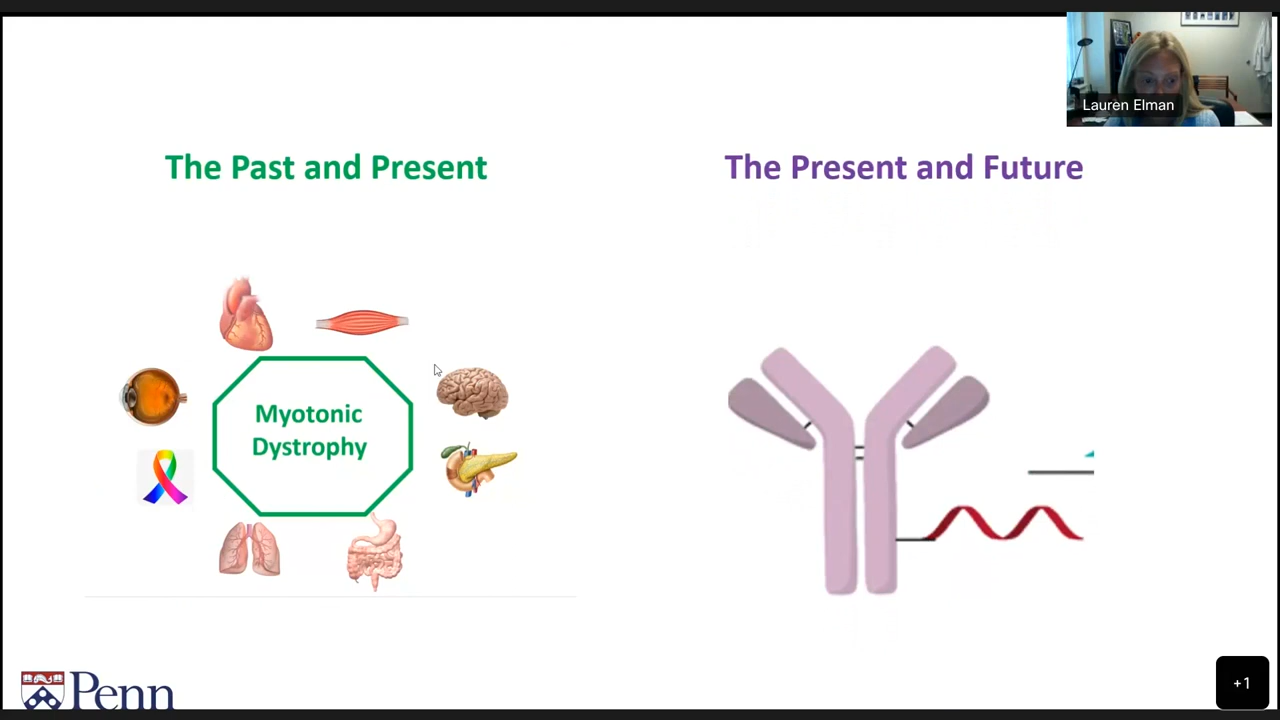 Lauren Elman
The Past and Present
The Present and Future
Myotonic
Dystrophy
Penn
+1